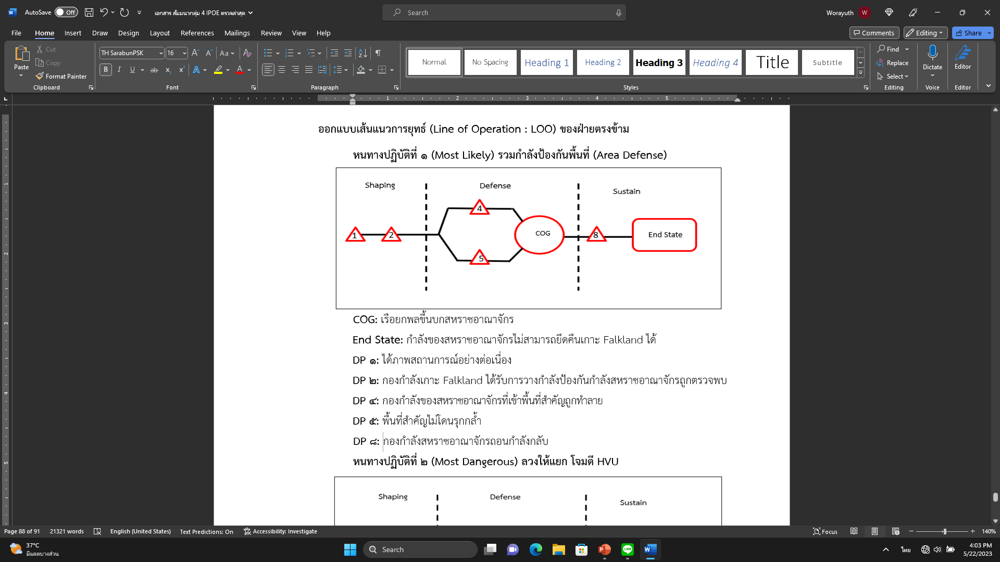 AutoSave Off เอกสาร สัมมนากลุ่ม 4 IPOE ตรวจล่าสุด Search Worayuth W
File Home Insert Draw Design Layout References Mailings Review View Help Comments Editing Share
Paste Cut Copy Format Painter TH SarabunPSK 16 Normal No Spacing Heading 1 Heading 2 Heading 3 Heading 4 Title Subtitle Find Replace Select Dictate Editor
Clipboard Font Paragraph Styles Editing Voice Editor
1 2 3 4 5
ออกแบบเส้นแนวการยุทธ์ (Line of Operation : LOO) ของฝ่ายตรงข้าม
หนทางปฏิบัติที่ ๑ (Most Likely) รวมกำลังป้องกันพื้นที่ (Area Defense)
Shaping Defense Sustain
4
1 2 COG 8 End State
5
COG: เรือยกพลขึ้นบกสหราชอาณาจักร
End State: กำลังของสหราชอาณาจักรไม่สามารถยึดคืนเกาะ Falkland ได้
DP ๑: ได้ภาพสถานการณ์อย่างต่อเนื่อง
DP ๒: กองกำลังเกาะ Falkland ได้รับการวางกำลังป้องกันกำลังสหราชอาณาจักรถูกตรวจพบ
DP ๔: กองกำลังของสหราชอาณาจักรที่เข้าพื้นที่สำคัญถูกทำลาย
DP ๕: พื้นที่สำคัญไม่โดนรุกกล้ำ
DP ๘: กองกำลังสหราชอาณาจักรถอนกำลังกลับ
หนทางปฏิบัติที่ ๒ (Most Dangerous) ลวงให้แยก โจมตี HVU
Shaping Defense Sustain
Page 88 of 91 21321 words English (United States) Text Predictions: On Accessibility: Investigate Focus 140%
37°C มีแดดบางส่วน Search ไทย 4:03 PM 5/22/2023